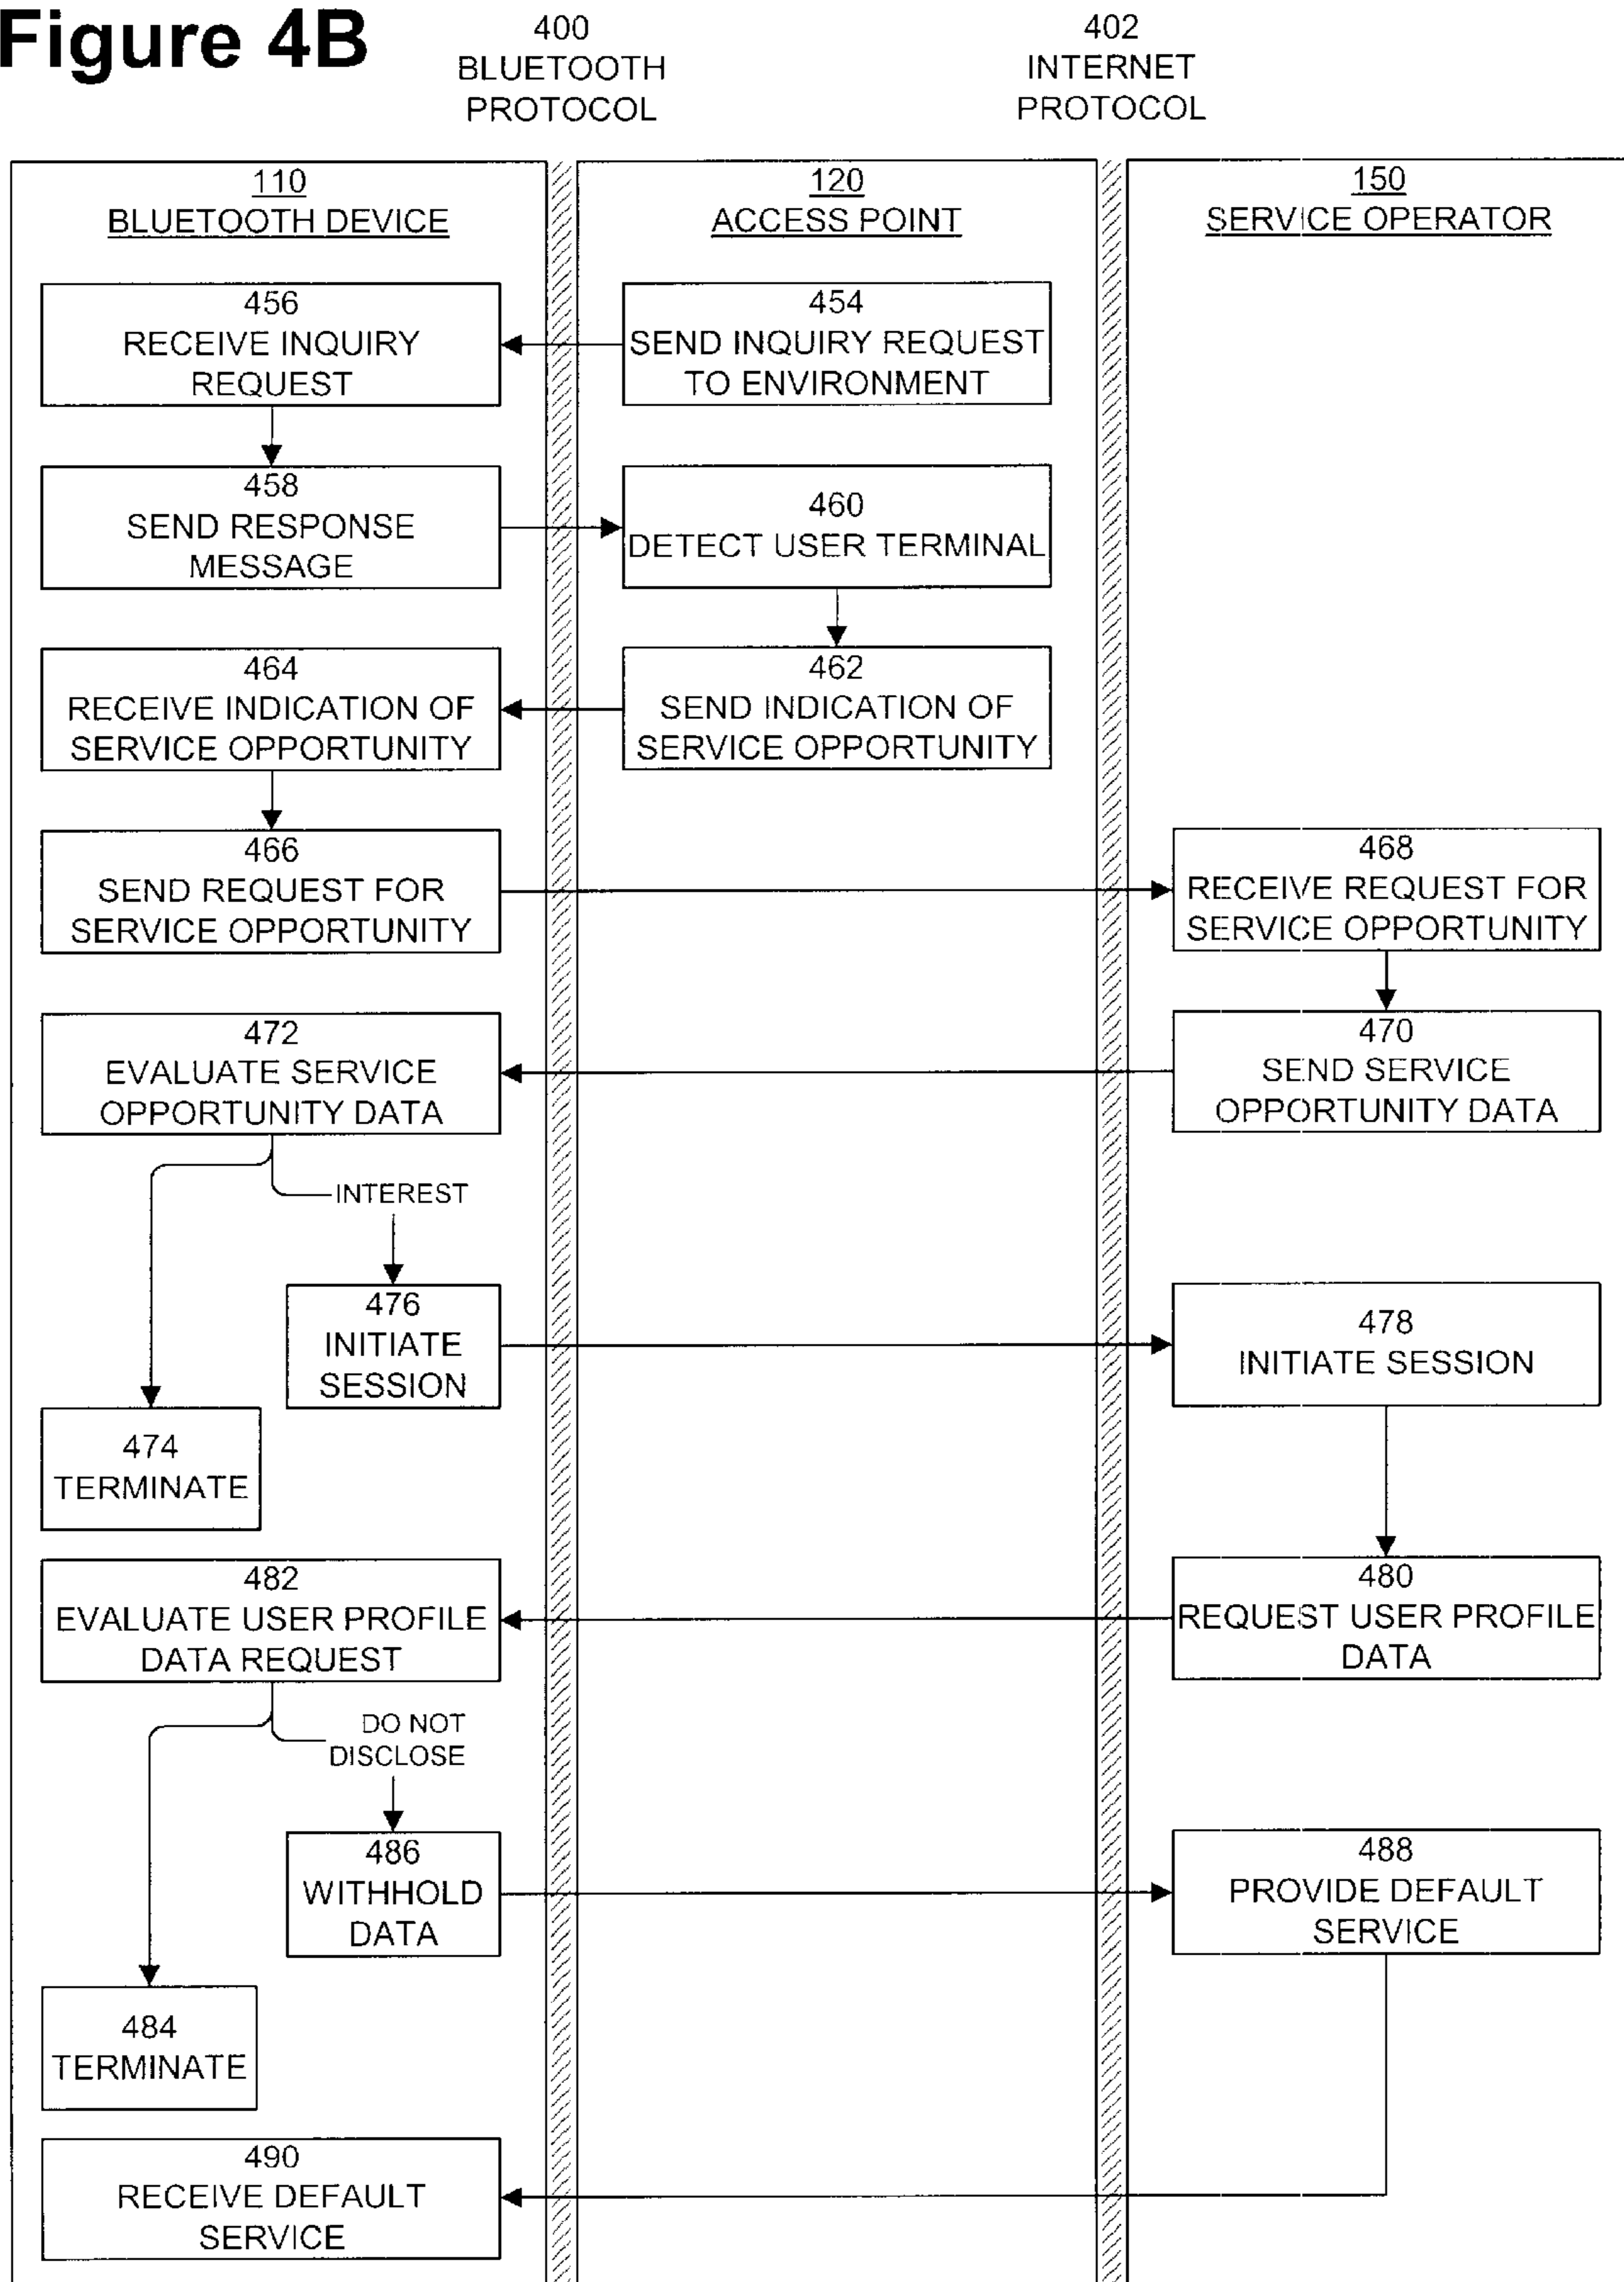 Figure 4B
400
BLUETOOTH
PROTOCOL
402
INTERNET
PROTOCOL
110
BLUETOOTH DEVICE
120
ACCESS POINT
150
SERVICE OPERATOR
456
RECEIVE INQUIRY
REQUEST
454
SEND INQUIRY REQUEST
TO ENVIRONMENT
458
SEND RESPONSE
MESSAGE
460
DETECT USER TERMINAL
464
RECEIVE INDICATION OF
SERVICE OPPORTUNITY
462
SEND INDICATION OF
SERVICE OPPORTUNITY
466
SEND REQUEST FOR
SERVICE OPPORTUNITY
468
RECEIVE REQUEST FOR
SERVICE OPPORTUNITY
472
EVALUATE SERVICE
OPPORTUNITY DATA
470
SEND SERVICE
OPPORTUNITY DATA
INTEREST
476
INITIATE
SESSION
478
INITIATE SESSION
474
TERMINATE
482
EVALUATE USER PROFILE
DATA REQUEST
480
REQUEST USER PROFILE
DATA
DO NOT
DISCLOSE
486
WITHHOLD
DATA
488
PROVIDE DEFAULT
SERVICE
484
TERMINATE
490
RECEIVE DEFAULT
SERVICE